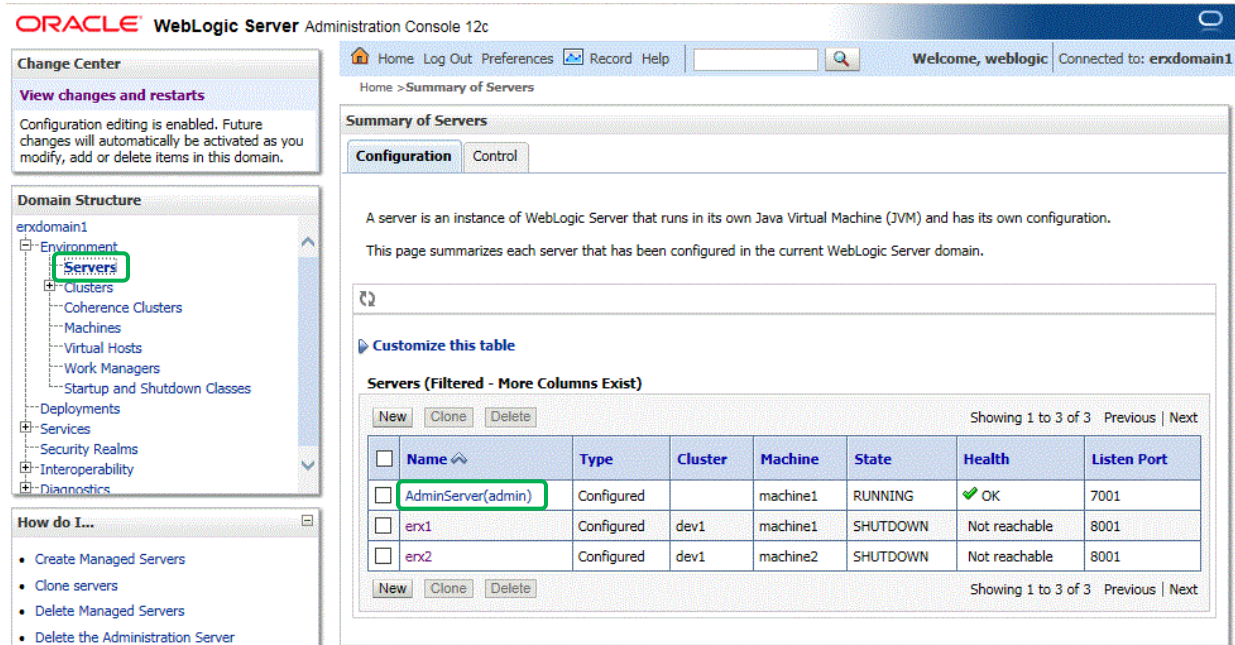 ORACLE WebLogic Server Administration Console 12c
Change Center
View changes and restarts
Configuration editing is enabled. Future
changes will automatically be activated as you
modify, add or delete items in this domain.
Domain Structure
erxdomain1
Environment
Servers
Clusters
Coherence Clusters
Machines
Virtual Hosts
Work Managers
Startup and Shutdown Classes
Deployments
Services
Security Realms
Interoperability
Diagnostics
How do I...
Create Managed Servers
Clone servers
Delete Managed Servers
Delete the Administration Server
Home Log Out Preferences Record Help
Welcome, weblogic Connected to: erxdomain1
Home >Summary of Servers
Summary of Servers
Configuration Control
A server is an instance of WebLogic Server that runs in its own Java Virtual Machine (JVM) and has its own configuration.
This page summarizes each server that has been configured in the current WebLogic Server domain.
Customize this table
Servers (Filtered - More Columns Exist)
New Clone Delete Showing 1 to 3 of 3 Previous | Next
Name Type Cluster Machine State Health Listen Port
AdminServer(admin) Configured machine1 RUNNING OK 7001
erx1 Configured dev1 machine1 SHUTDOWN Not reachable 8001
erx2 Configured dev1 machine2 SHUTDOWN Not reachable 8001
New Clone Delete Showing 1 to 3 of 3 Previous | Next